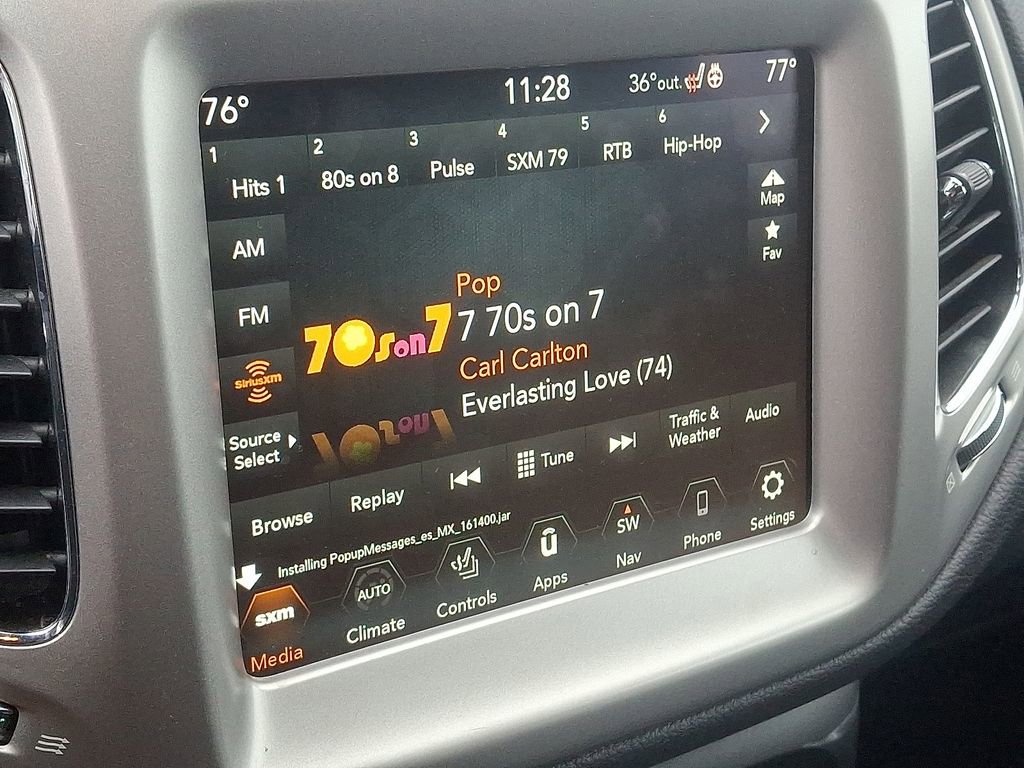 76°
11:28
36°out.
77°
1 Hits 1
2 80s on 8
3 Pulse
4 SXM 79
5 RTB
6 Hip-Hop
Map
Fav
AM
FM
SiriusXM
Source
Select
70s on 7
Pop
7 70s on 7
Carl Carlton
Everlasting Love (74)
Browse
Replay
Tune
Traffic &
Weather
Audio
Installing PopupMessages_es_MX_161400.jar
sxm
Media
AUTO
Climate
Controls
û
Apps
SW
Nav
Phone
Settings